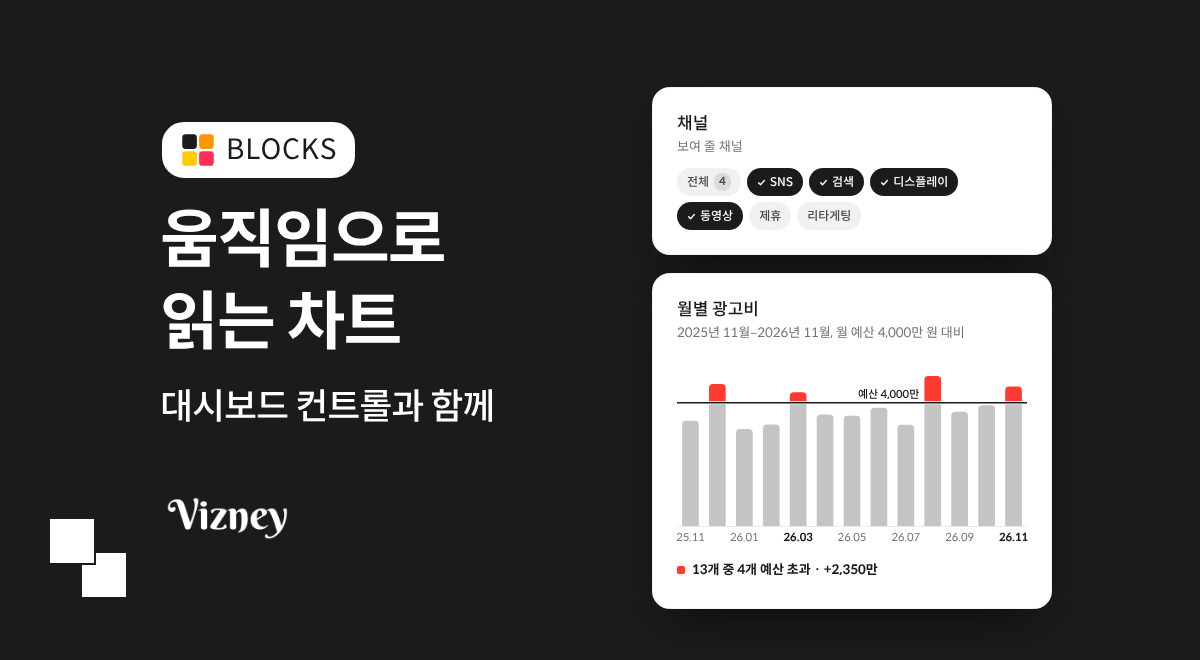 BLOCKS
움직임으로
읽는 차트
대시보드 컨트롤과 함께
Vizney
채널
보여 줄 채널
전체 4 SNS 검색 디스플레이
동영상 제휴 리타게팅
월별 광고비
2025년 11월–2026년 11월, 월 예산 4,000만 원 대비
예산 4,000만
25.11 26.01 26.03 26.05 26.07 26.09 26.11
13개 중 4개 예산 초과 · +2,350만